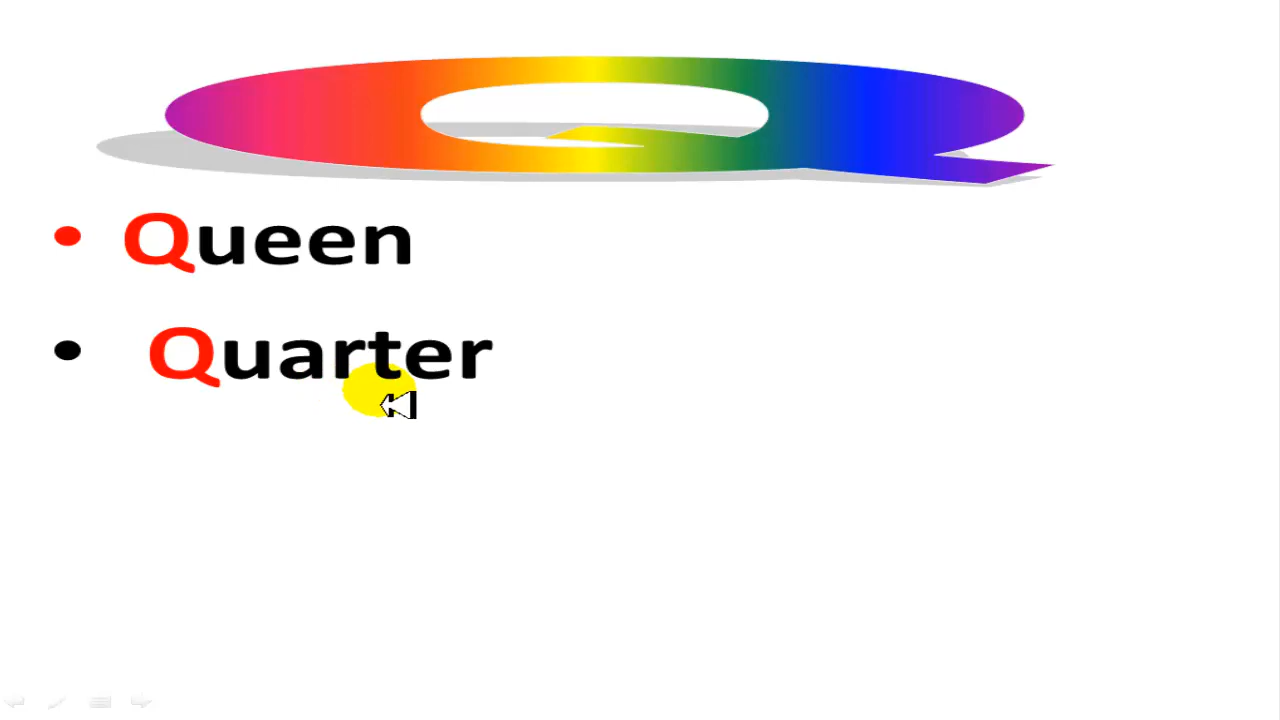 Q
• Queen
• Quarter